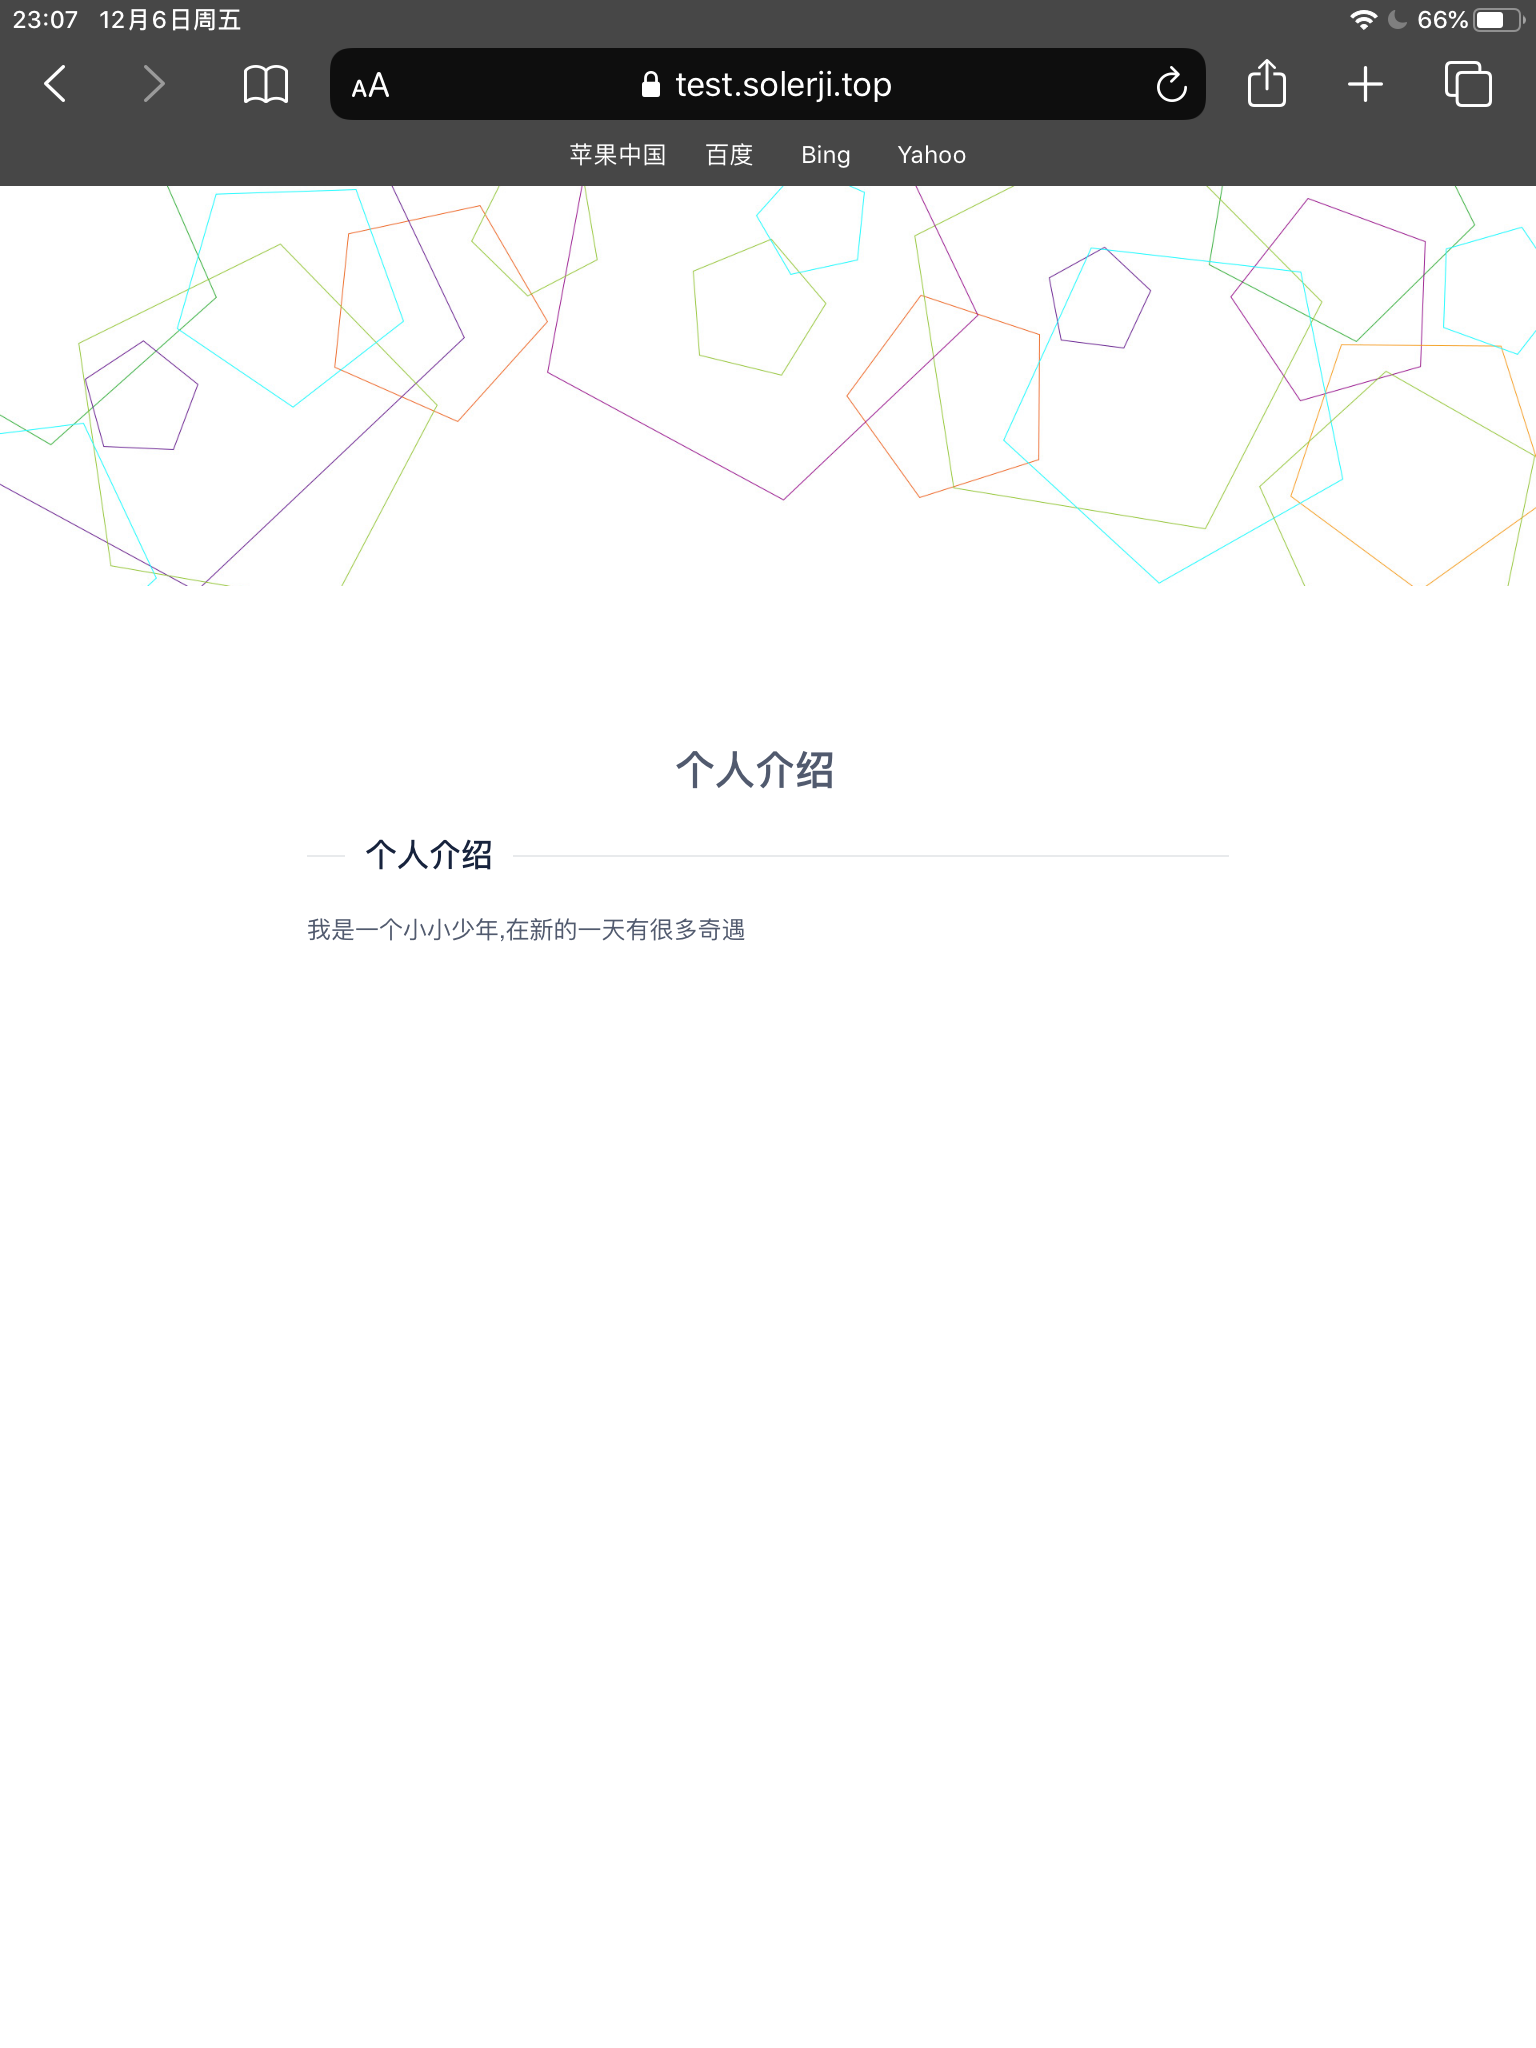 23:07 12月6日周五
66%
AA
test.solerji.top
苹果中国 百度 Bing Yahoo
个人介绍
个人介绍
我是一个小小少年,在新的一天有很多奇遇